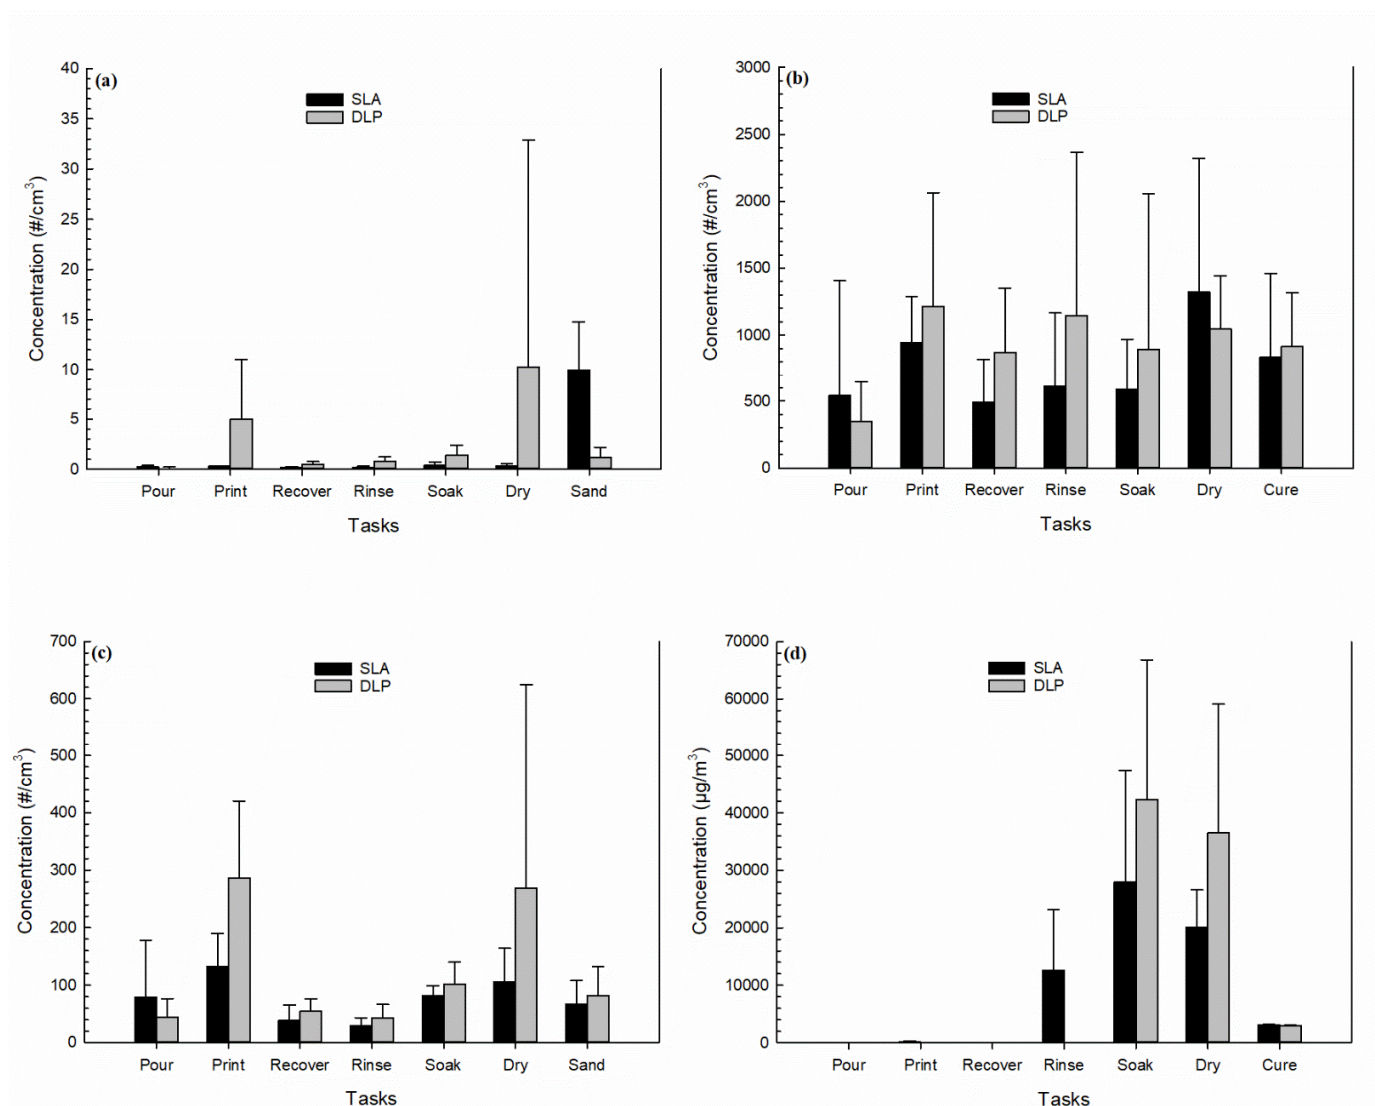 (a)
SLA
DLP
Concentration (#/cm³)
40
35
30
25
20
15
10
5
0
Pour Print Recover Rinse Soak Dry Sand
Tasks
(b)
SLA
DLP
Concentration (#/cm³)
3000
2500
2000
1500
1000
500
0
Pour Print Recover Rinse Soak Dry Cure
Tasks
(c)
SLA
DLP
Concentration (#/cm³)
700
600
500
400
300
200
100
0
Pour Print Recover Rinse Soak Dry Sand
Tasks
(d)
SLA
DLP
Concentration (µg/m³)
70000
60000
50000
40000
30000
20000
10000
0
Pour Print Recover Rinse Soak Dry Cure
Tasks